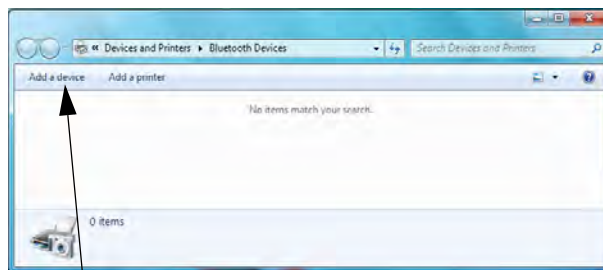 « Devices and Printers ▸ Bluetooth Devices Search Devices and Printers
Add a device Add a printer
No items match your search.
0 items